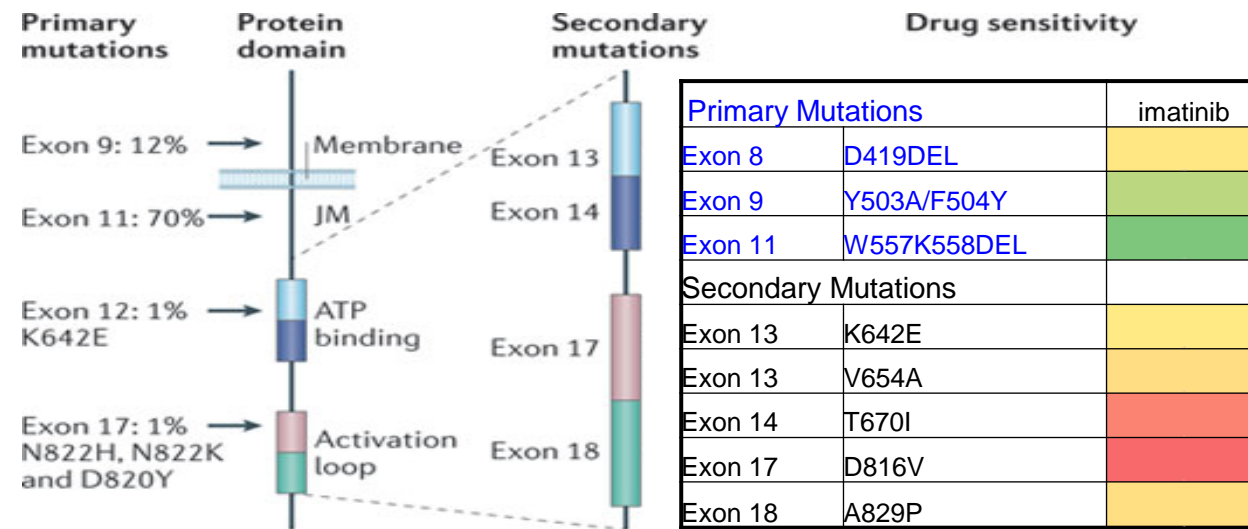 Primary
mutations
Protein
domain
Secondary
mutations
Drug sensitivity
Exon 9: 12%
Membrane
Exon 11: 70%
JM
Exon 12: 1%
K642E
ATP
binding
Exon 17: 1%
N822H, N822K
and D820Y
Activation
loop
Exon 13
Exon 14
Exon 17
Exon 18
Primary Mutations imatinib
Exon 8 D419DEL
Exon 9 Y503A/F504Y
Exon 11 W557K558DEL
Secondary Mutations
Exon 13 K642E
Exon 13 V654A
Exon 14 T670I
Exon 17 D816V
Exon 18 A829P